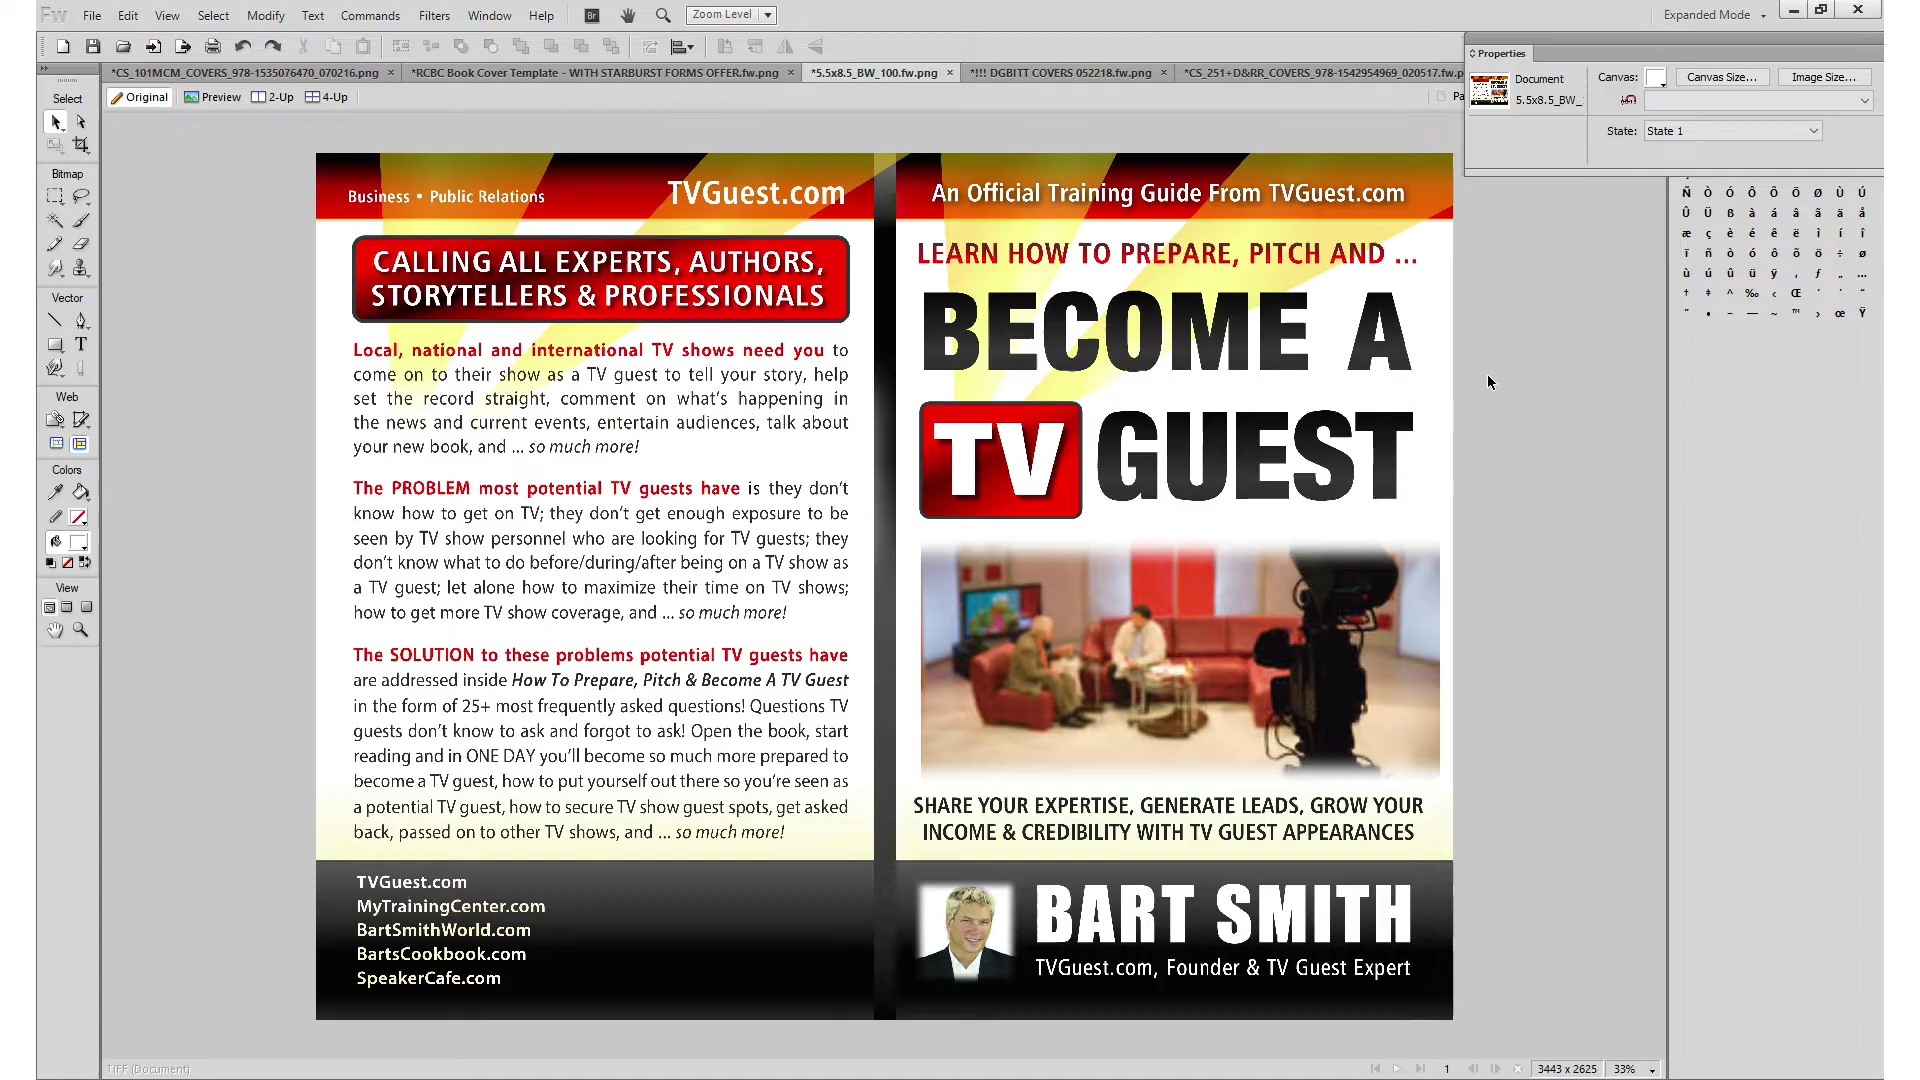 Fw File Edit View Select Modify Text Commands Filters Window Help Br Zoom Level Expanded Mode
*CS_101MCM_COVERS_978-1535076470_070216.png × *RCBC Book Cover Template - WITH STARBURST FORMS OFFER.fw.png × *5.5x8.5_BW_100.fw.png × *!!! DGBITT COVERS 052218.fw.png × *CS_251+D&RR_COVERS_978-1542954969_020517.fw.p
Original Preview 2-Up 4-Up
Properties
Document
5.5x8.5_BW_
Canvas: Canvas Size... Image Size...
State: State 1
Select
Bitmap
Vector
Web
Colors
View
Ñ Ò Ó Ô Õ Ö Ø Ù Ú
Û Ü ß à á â ã ä å
æ ç è é ê ë ì í î
ï ñ ò ó ô õ ö ÷ ø
ù ú û ü ÿ ‚ ƒ „ …
† ‡ ^ ‰ ‹ Œ ‘ ’ “
” • – — ~ ™ › œ Ÿ
Business • Public Relations TVGuest.com
CALLING ALL EXPERTS, AUTHORS,
STORYTELLERS & PROFESSIONALS
Local, national and international TV shows need you to
come on to their show as a TV guest to tell your story, help
set the record straight, comment on what's happening in
the news and current events, entertain audiences, talk about
your new book, and ... so much more!
The PROBLEM most potential TV guests have is they don't
know how to get on TV; they don't get enough exposure to be
seen by TV show personnel who are looking for TV guests; they
don't know what to do before/during/after being on a TV show as
a TV guest; let alone how to maximize their time on TV shows;
how to get more TV show coverage, and ... so much more!
The SOLUTION to these problems potential TV guests have
are addressed inside How To Prepare, Pitch & Become A TV Guest
in the form of 25+ most frequently asked questions! Questions TV
guests don't know to ask and forgot to ask! Open the book, start
reading and in ONE DAY you'll become so much more prepared to
become a TV guest, how to put yourself out there so you're seen as
a potential TV guest, how to secure TV show guest spots, get asked
back, passed on to other TV shows, and ... so much more!
TVGuest.com
MyTrainingCenter.com
BartSmithWorld.com
BartsCookbook.com
SpeakerCafe.com
An Official Training Guide From TVGuest.com
LEARN HOW TO PREPARE, PITCH AND ...
BECOME A
TV GUEST
SHARE YOUR EXPERTISE, GENERATE LEADS, GROW YOUR
INCOME & CREDIBILITY WITH TV GUEST APPEARANCES
BART SMITH
TVGuest.com, Founder & TV Guest Expert
TIFF (Document) 1 3443 x 2625 33%